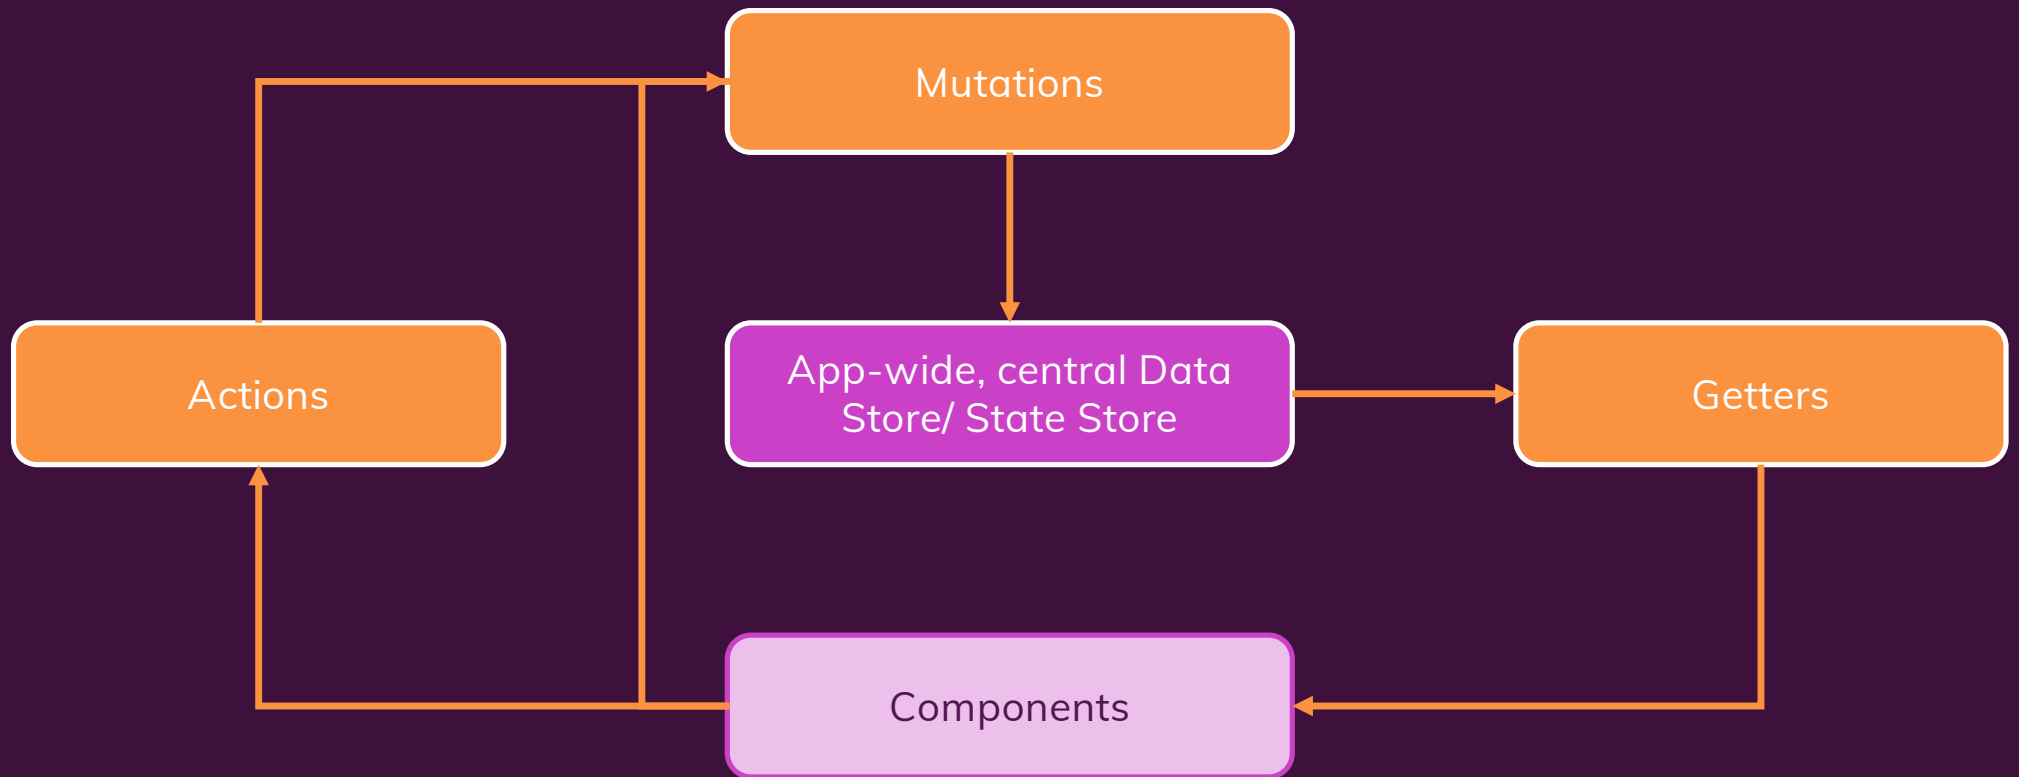 Mutations
Actions
App-wide, central Data
Store/ State Store
Getters
Components